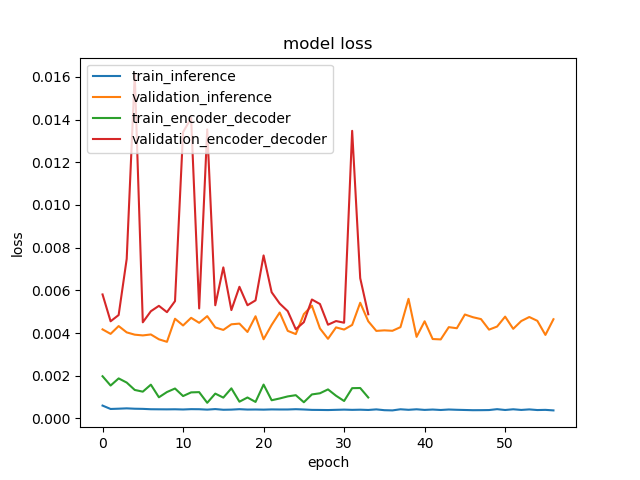 model loss
train_inference
validation_inference
train_encoder_decoder
validation_encoder_decoder
loss
0.016
0.014
0.012
0.010
0.008
0.006
0.004
0.002
0.000
0 10 20 30 40 50
epoch